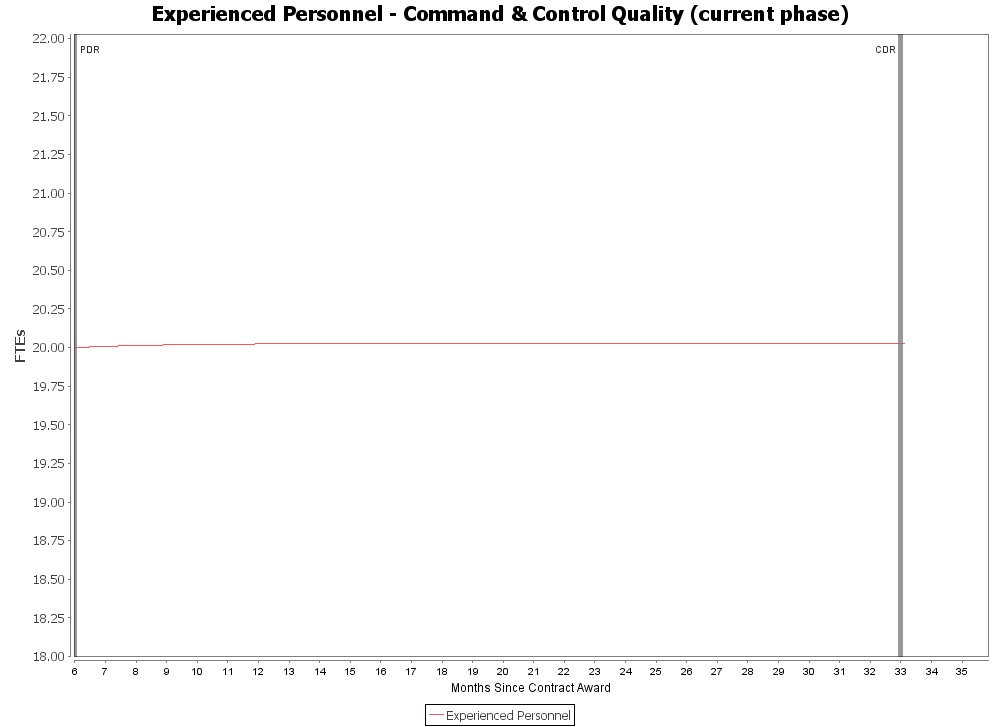 Experienced Personnel - Command & Control Quality (current phase)
22.00
PDR
CDR
21.75
21.50
21.25
21.00
20.75
20.50
20.25
20.00
19.75
19.50
19.25
19.00
18.75
18.50
18.25
18.00
FTEs
6 7 8 9 10 11 12 13 14 15 16 17 18 19 20 21 22 23 24 25 26 27 28 29 30 31 32 33 34 35
Months Since Contract Award
Experienced Personnel